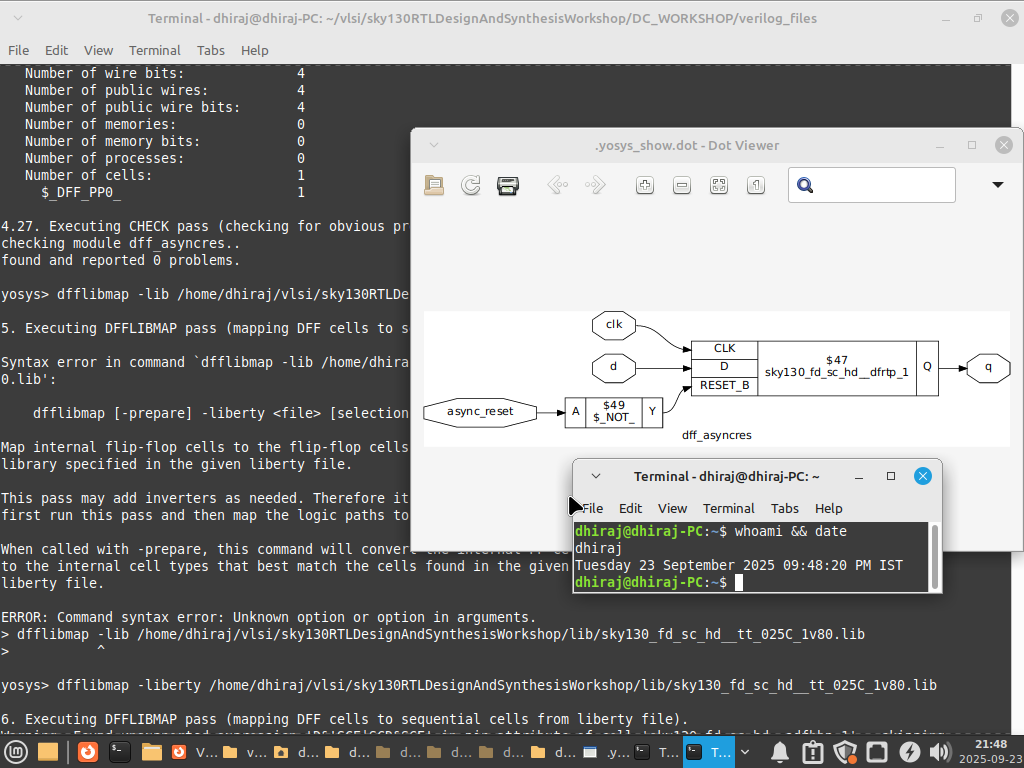 Terminal - dhiraj@dhiraj-PC: ~/vlsi/sky130RTLDesignAndSynthesisWorkshop/DC_WORKSHOP/verilog_files
File Edit View Terminal Tabs Help
Number of wire bits: 4
Number of public wires: 4
Number of public wire bits: 4
Number of memories: 0
Number of memory bits: 0
Number of processes: 0
Number of cells: 1
$_DFF_PP0_ 1
4.27. Executing CHECK pass (checking for obvious pr
checking module dff_asyncres..
found and reported 0 problems.
yosys> dfflibmap -lib /home/dhiraj/vlsi/sky130RTLDe
5. Executing DFFLIBMAP pass (mapping DFF cells to s
Syntax error in command `dfflibmap -lib /home/dhira
0.lib':
dfflibmap [-prepare] -liberty <file> [selection
Map internal flip-flop cells to the flip-flop cells
library specified in the given liberty file.
This pass may add inverters as needed. Therefore it
first run this pass and then map the logic paths to
When called with -prepare, this command will convert
to the internal cell types that best match the cells found in the given
liberty file.
ERROR: Command syntax error: Unknown option or option in arguments.
> dfflibmap -lib /home/dhiraj/vlsi/sky130RTLDesignAndSynthesisWorkshop/lib/sky130_fd_sc_hd__tt_025C_1v80.lib
> ^
yosys> dfflibmap -liberty /home/dhiraj/vlsi/sky130RTLDesignAndSynthesisWorkshop/lib/sky130_fd_sc_hd__tt_025C_1v80.lib
6. Executing DFFLIBMAP pass (mapping DFF cells to sequential cells from liberty file).
.yosys_show.dot - Dot Viewer
clk
d
async_reset
A
$49
$_NOT_
Y
CLK
D
RESET_B
$47
sky130_fd_sc_hd__dfrtp_1
Q
q
dff_asyncres
Terminal - dhiraj@dhiraj-PC: ~
File Edit View Terminal Tabs Help
dhiraj@dhiraj-PC:~$ whoami && date
dhiraj
Tuesday 23 September 2025 09:48:20 PM IST
dhiraj@dhiraj-PC:~$
V... v... d... d... d... d... d... d... .y... T... T...
21:48
2025-09-23